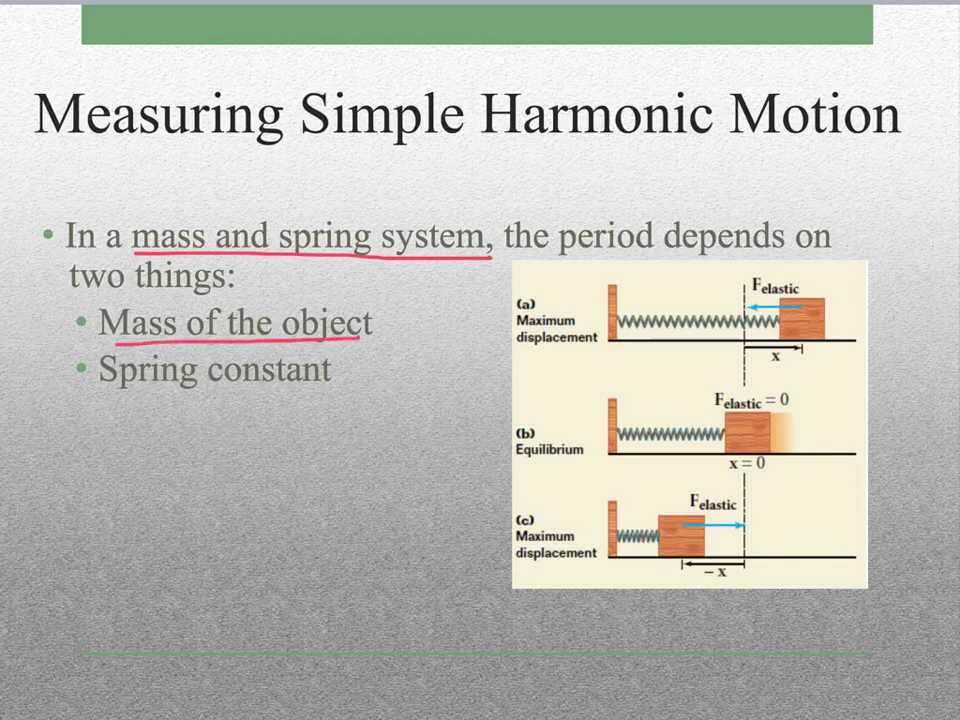 Measuring Simple Harmonic Motion
• In a mass and spring system, the period depends on
two things:
• Mass of the object
• Spring constant
(a)
Maximum
displacement
Felastic
x
(b)
Equilibrium
Felastic = 0
x = 0
(c)
Maximum
displacement
Felastic
– x